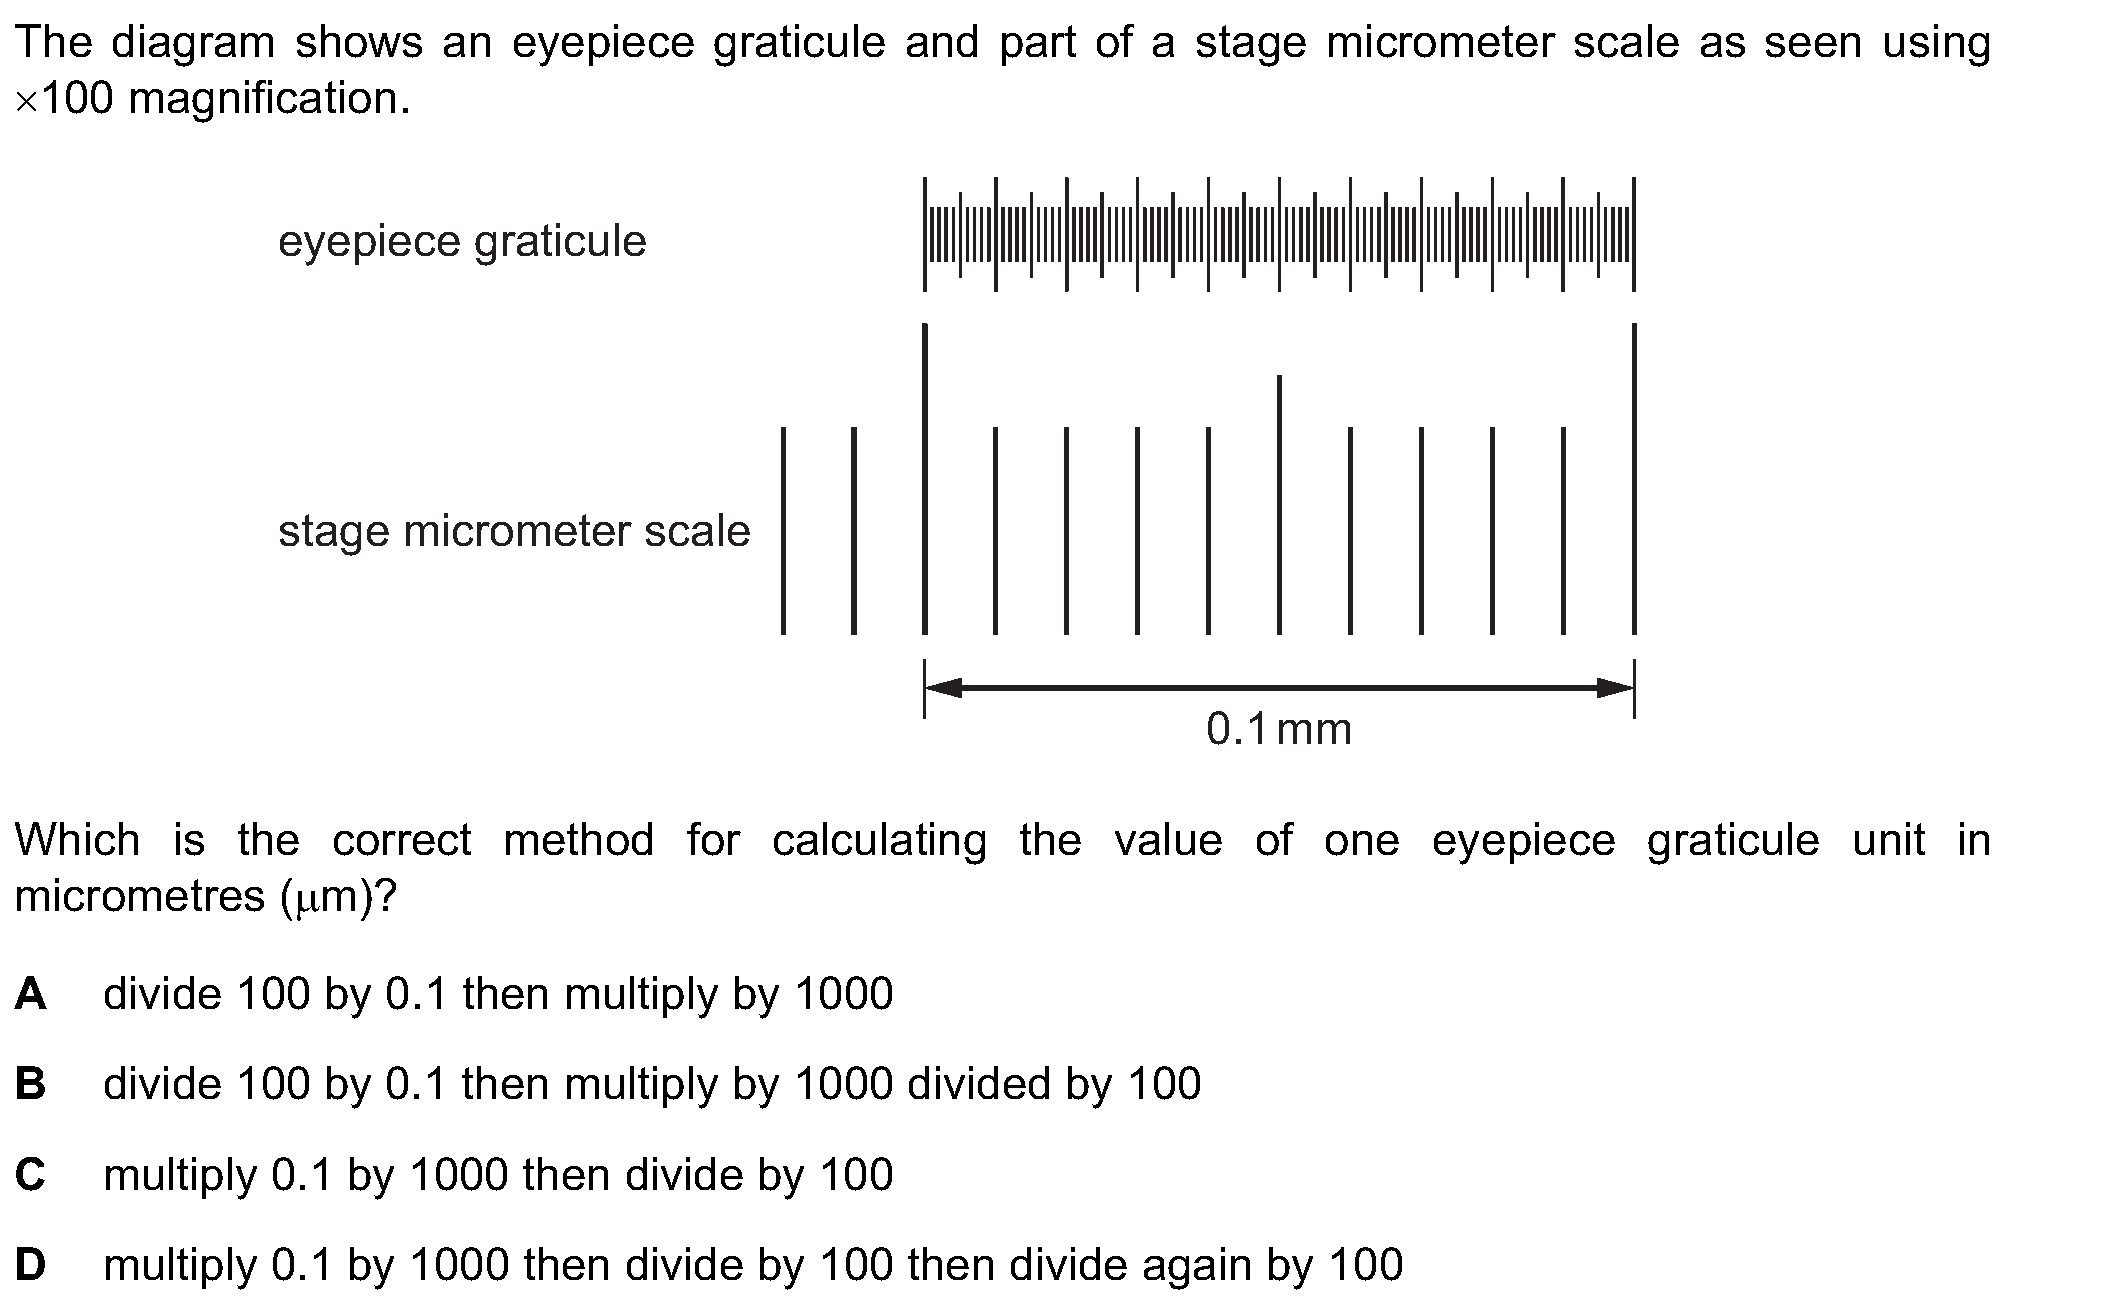 The diagram shows an eyepiece graticule and part of a stage micrometer scale as seen using
×100 magnification.
eyepiece graticule
stage micrometer scale
0.1 mm
Which is the correct method for calculating the value of one eyepiece graticule unit in
micrometres (μm)?
A divide 100 by 0.1 then multiply by 1000
B divide 100 by 0.1 then multiply by 1000 divided by 100
C multiply 0.1 by 1000 then divide by 100
D multiply 0.1 by 1000 then divide by 100 then divide again by 100